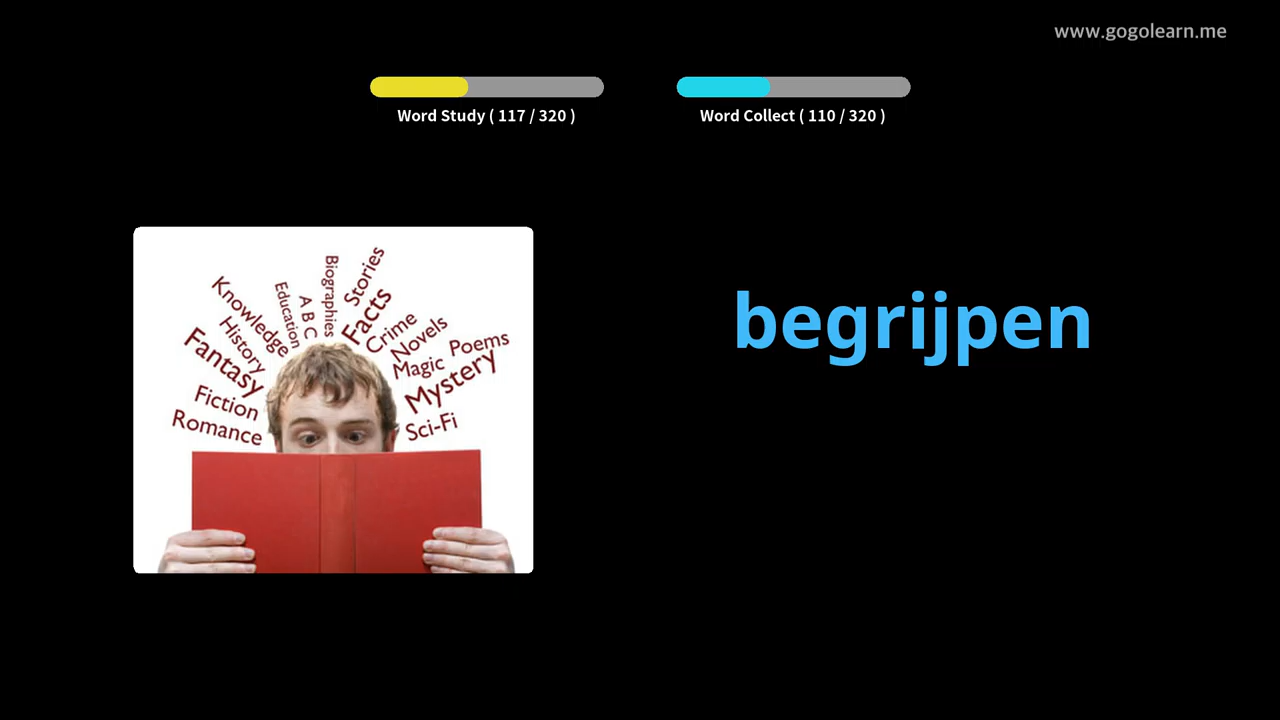 www.gogolearn.me
Word Study ( 117 / 320 )
Word Collect ( 110 / 320 )
begrijpen
Romance
Fiction
Fantasy
History
Knowledge
Education
A B C
Biographies
Stories
Facts
Crime
Novels
Magic
Poems
Mystery
Sci-Fi